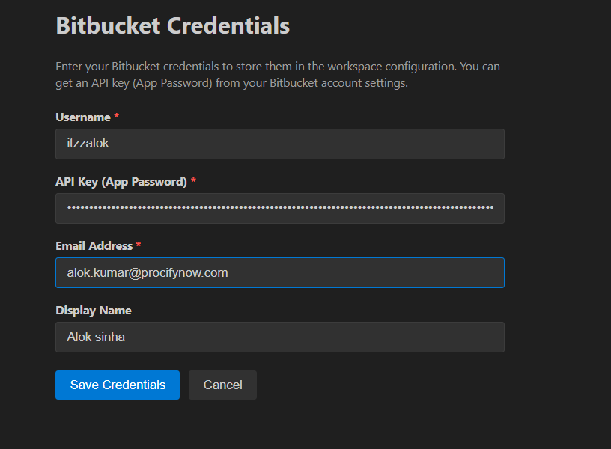 Bitbucket Credentials
Enter your Bitbucket credentials to store them in the workspace configuration. You can
get an API key (App Password) from your Bitbucket account settings.
Username *
itzzalok
API Key (App Password) *
Email Address *
alok.kumar@procifynow.com
Display Name
Alok sinha
Save Credentials
Cancel